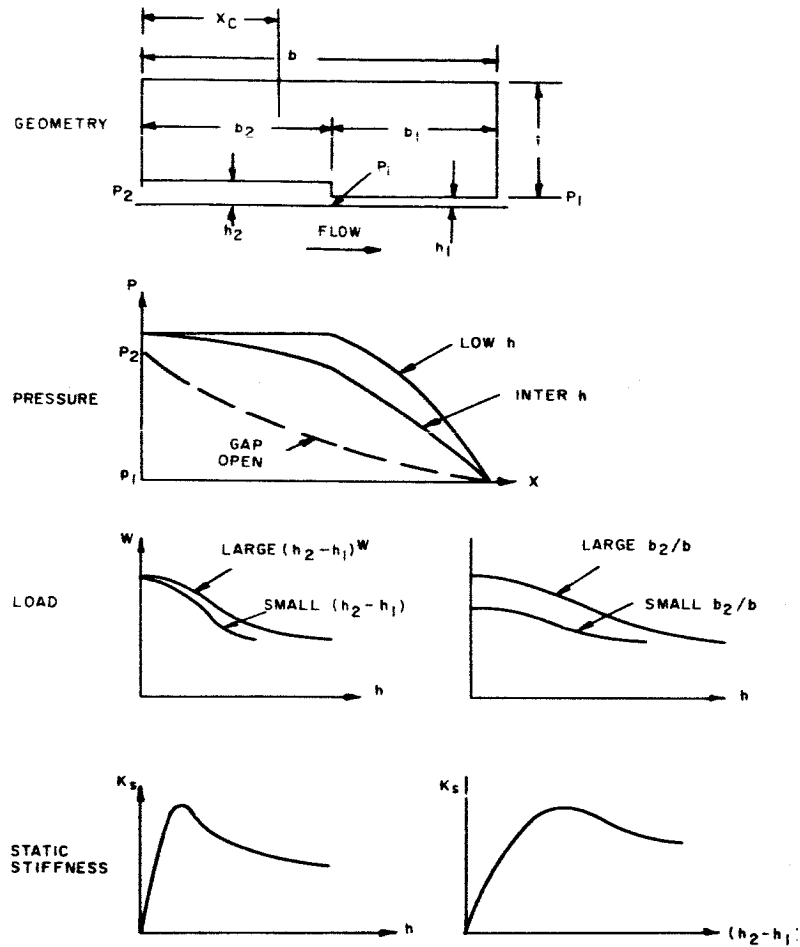 x_C
b
GEOMETRY
b_2
b_1
P_i
P_2
P_1
h_2
FLOW
h_1
P
P_2
LOW h
PRESSURE
INTER h
GAP
OPEN
P_1
X
W
LARGE (h_2-h_1) W
LARGE b_2/b
LOAD
SMALL (h_2-h_1)
SMALL b_2/b
h
h
K_s
K_s
STATIC
STIFFNESS
h
(h_2-h_1)